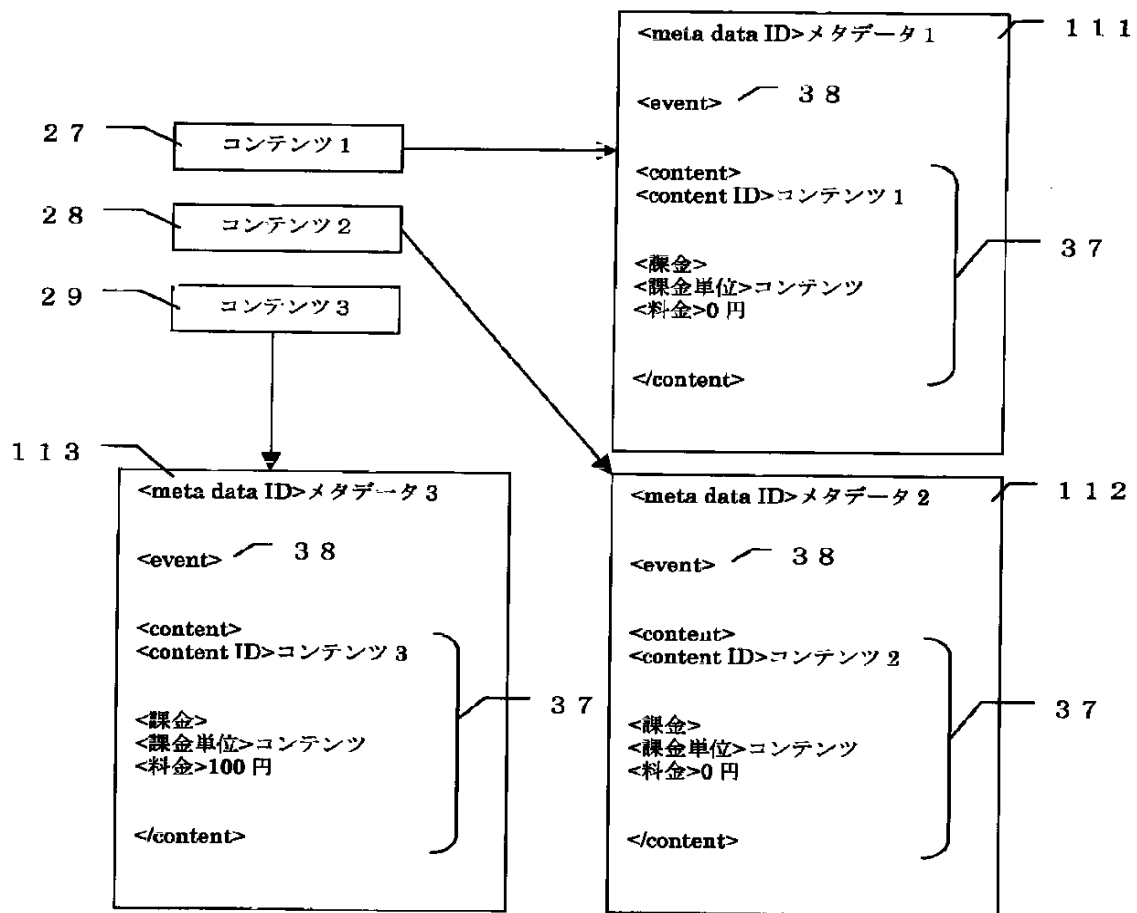 <meta data ID>メタデータ1
111
<event>
38
27
コンテンツ1
<content>
<content ID>コンテンツ1
28
コンテンツ2
37
<課金>
<課金単位>コンテンツ
<料金>0円
29
コンテンツ3
</content>
113
<meta data ID>メタデータ3
<event>
38
<content>
<content ID>コンテンツ3
37
<課金>
<課金単位>コンテンツ
<料金>100円
</content>
<meta data ID>メタデータ2
112
<event>
38
<content>
<content ID>コンテンツ2
37
<課金>
<課金単位>コンテンツ
<料金>0円
</content>